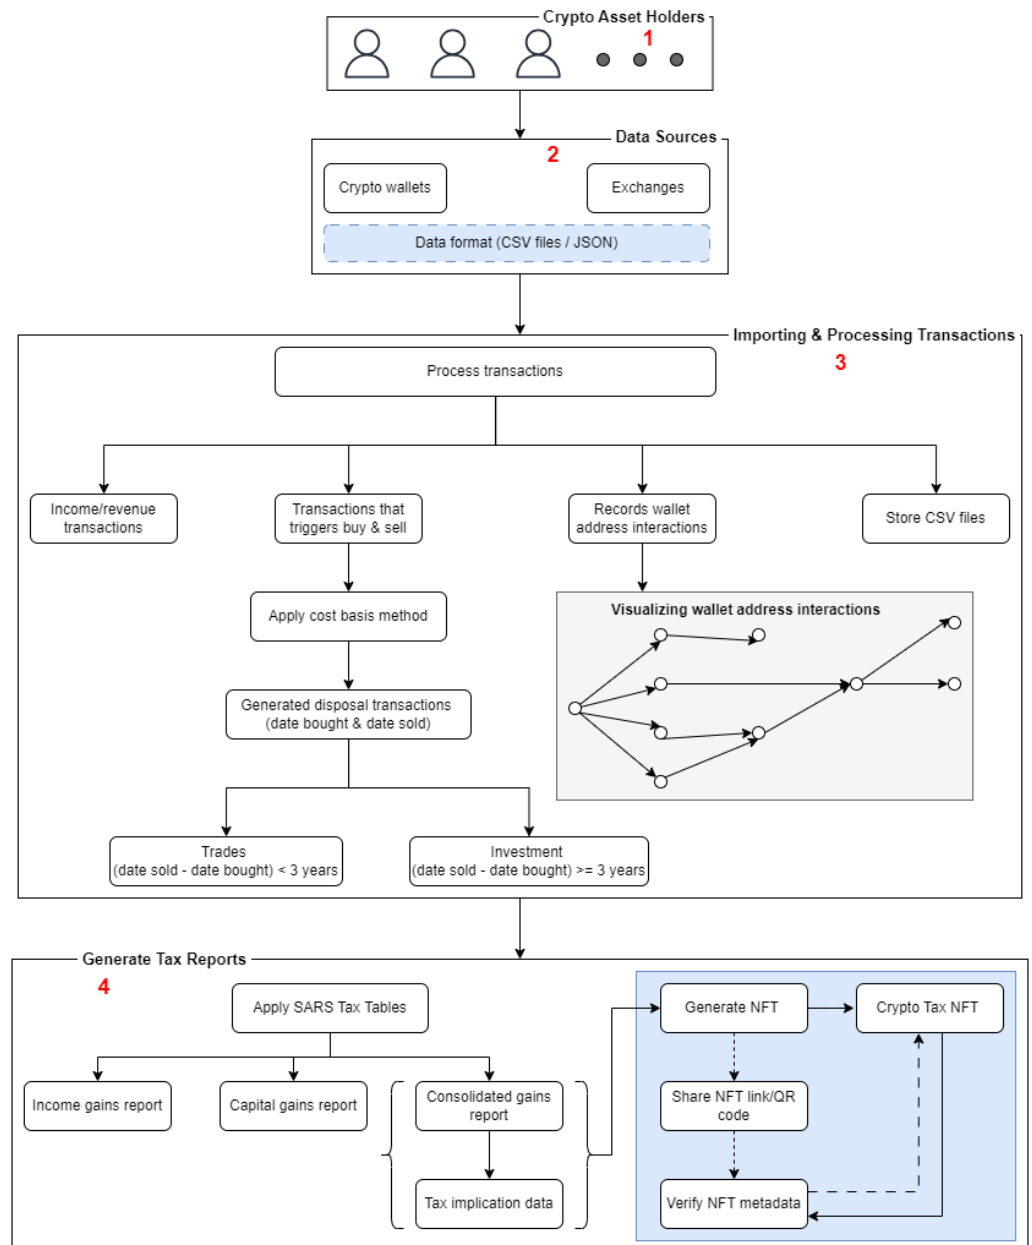 Crypto Asset Holders
1
Data Sources
2
Crypto wallets
Exchanges
Data format (CSV files / JSON)
Importing & Processing Transactions
3
Process transactions
Income/revenue
transactions
Transactions that
triggers buy & sell
Records wallet
address interactions
Store CSV files
Apply cost basis method
Visualizing wallet address interactions
Generated disposal transactions
(date bought & date sold)
Trades
(date sold - date bought) < 3 years
Investment
(date sold - date bought) >= 3 years
Generate Tax Reports
4
Apply SARS Tax Tables
Generate NFT
Crypto Tax NFT
Income gains report
Capital gains report
Consolidated gains
report
Share NFT link/QR
code
Tax implication data
Verify NFT metadata